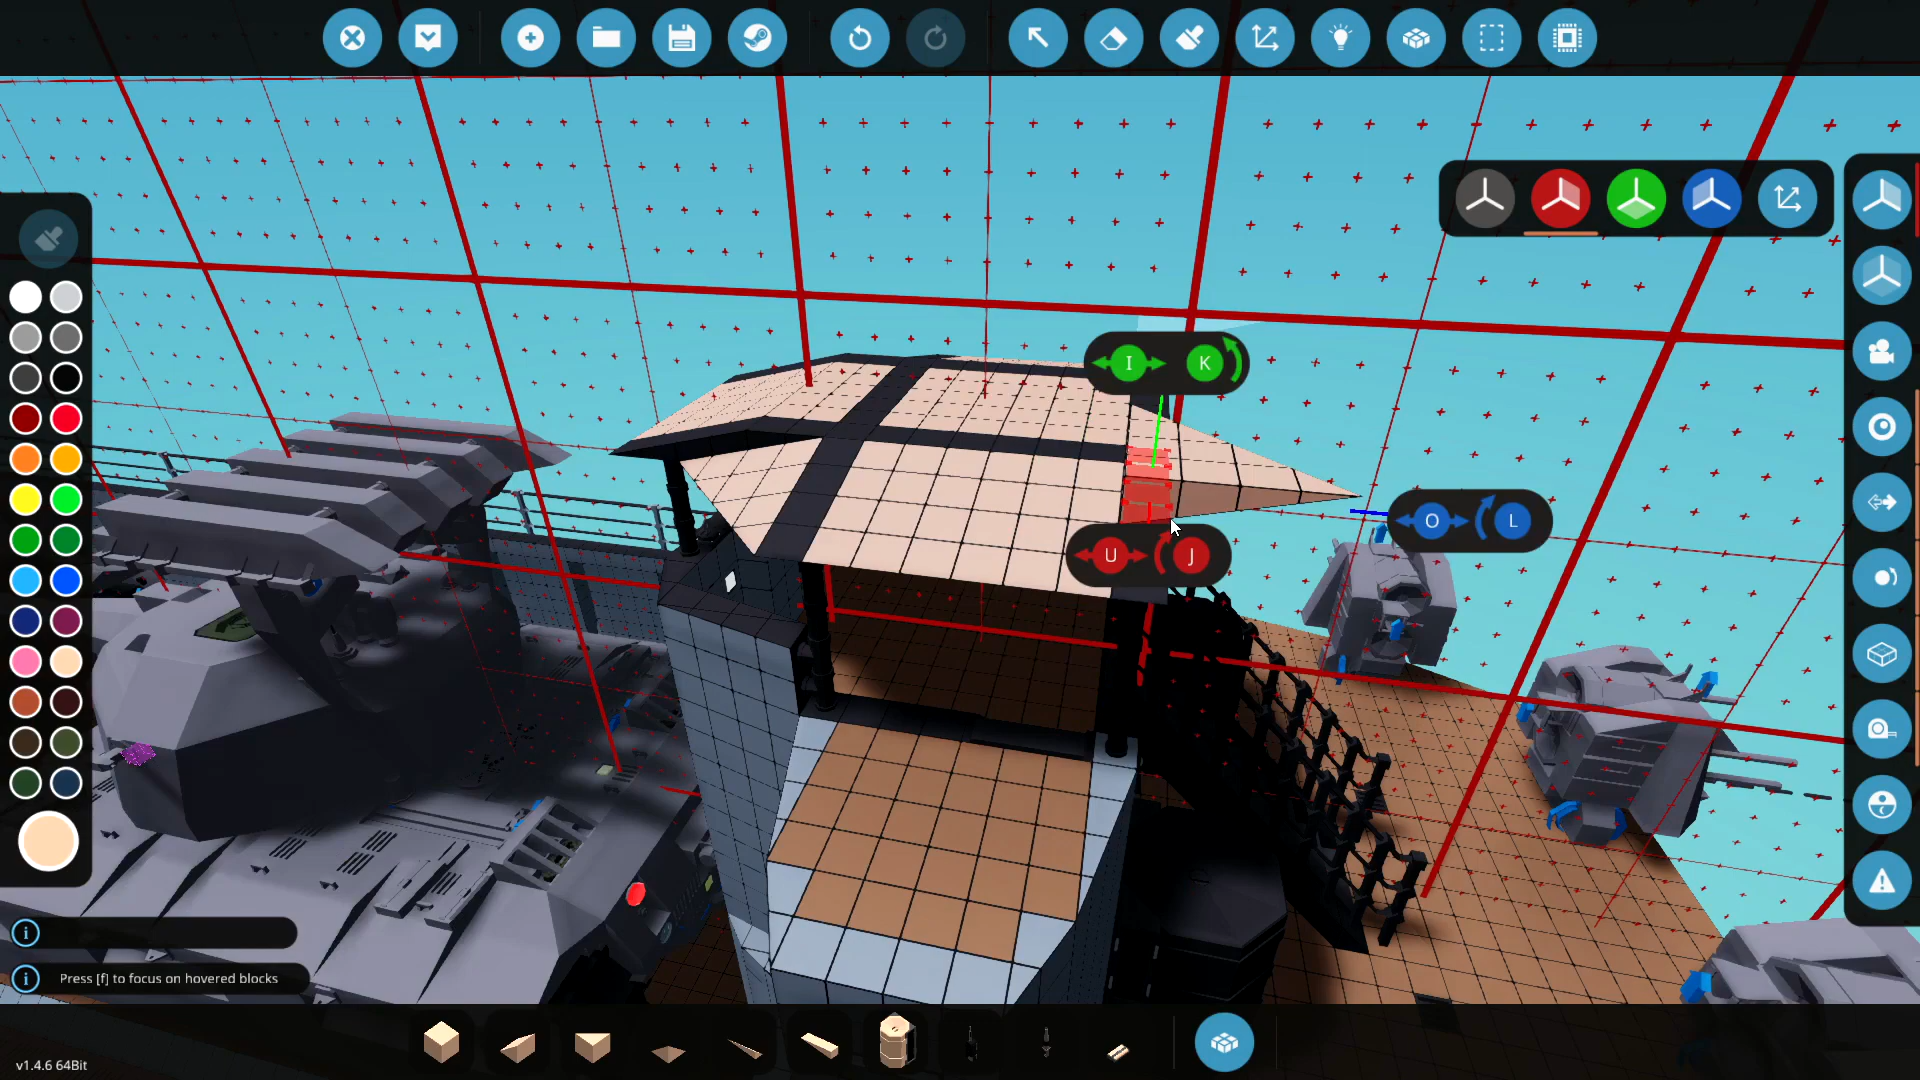 I K
O L
U J
Press [f] to focus on hovered blocks
v1.4.6 64Bit